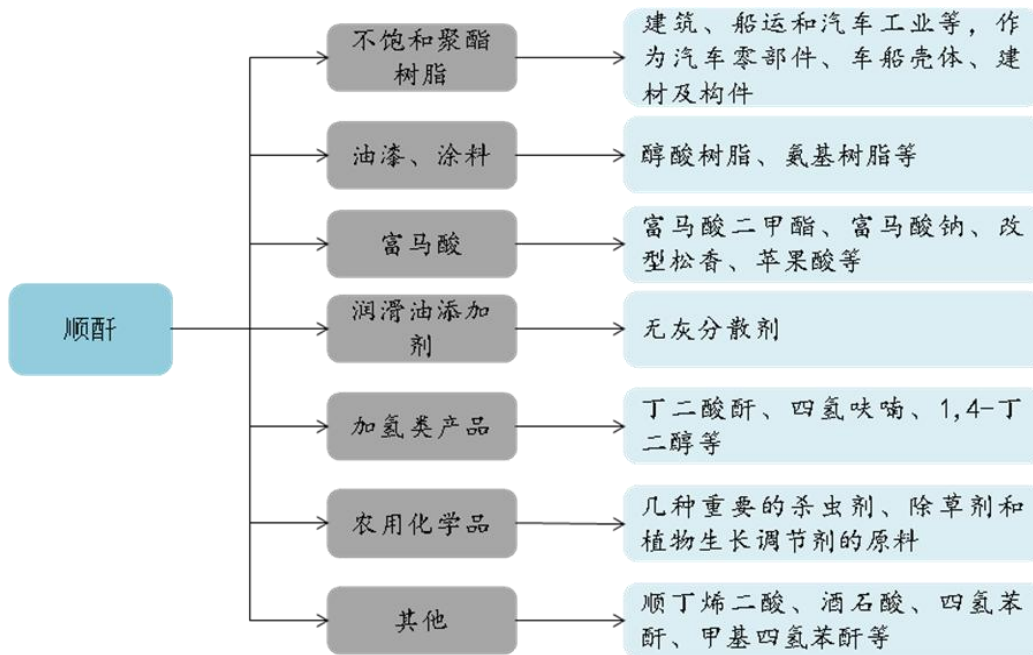 不饱和聚酯
树脂
建筑、船运和汽车工业等，作
为汽车零部件、车船壳体、建
材及构件
油漆、涂料
醇酸树脂、氨基树脂等
富马酸
富马酸二甲酯、富马酸钠、改
型松香、苹果酸等
顺酐
润滑油添加
剂
无灰分散剂
加氢类产品
丁二酸酐、四氢呋喃、1,4-丁
二醇等
农用化学品
几种重要的杀虫剂、除草剂和
植物生长调节剂的原料
其他
顺丁烯二酸、酒石酸、四氢苯
酐、甲基四氢苯酐等